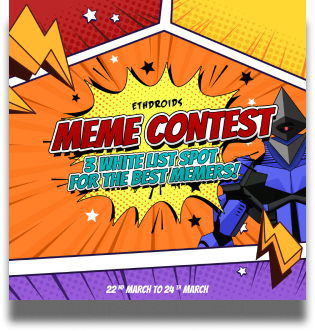 ETHDROIDS
MEME CONTEST
3 WHITE LIST SPOT
FOR THE BEST MEMERS!
22ND MARCH TO 24TH MARCH